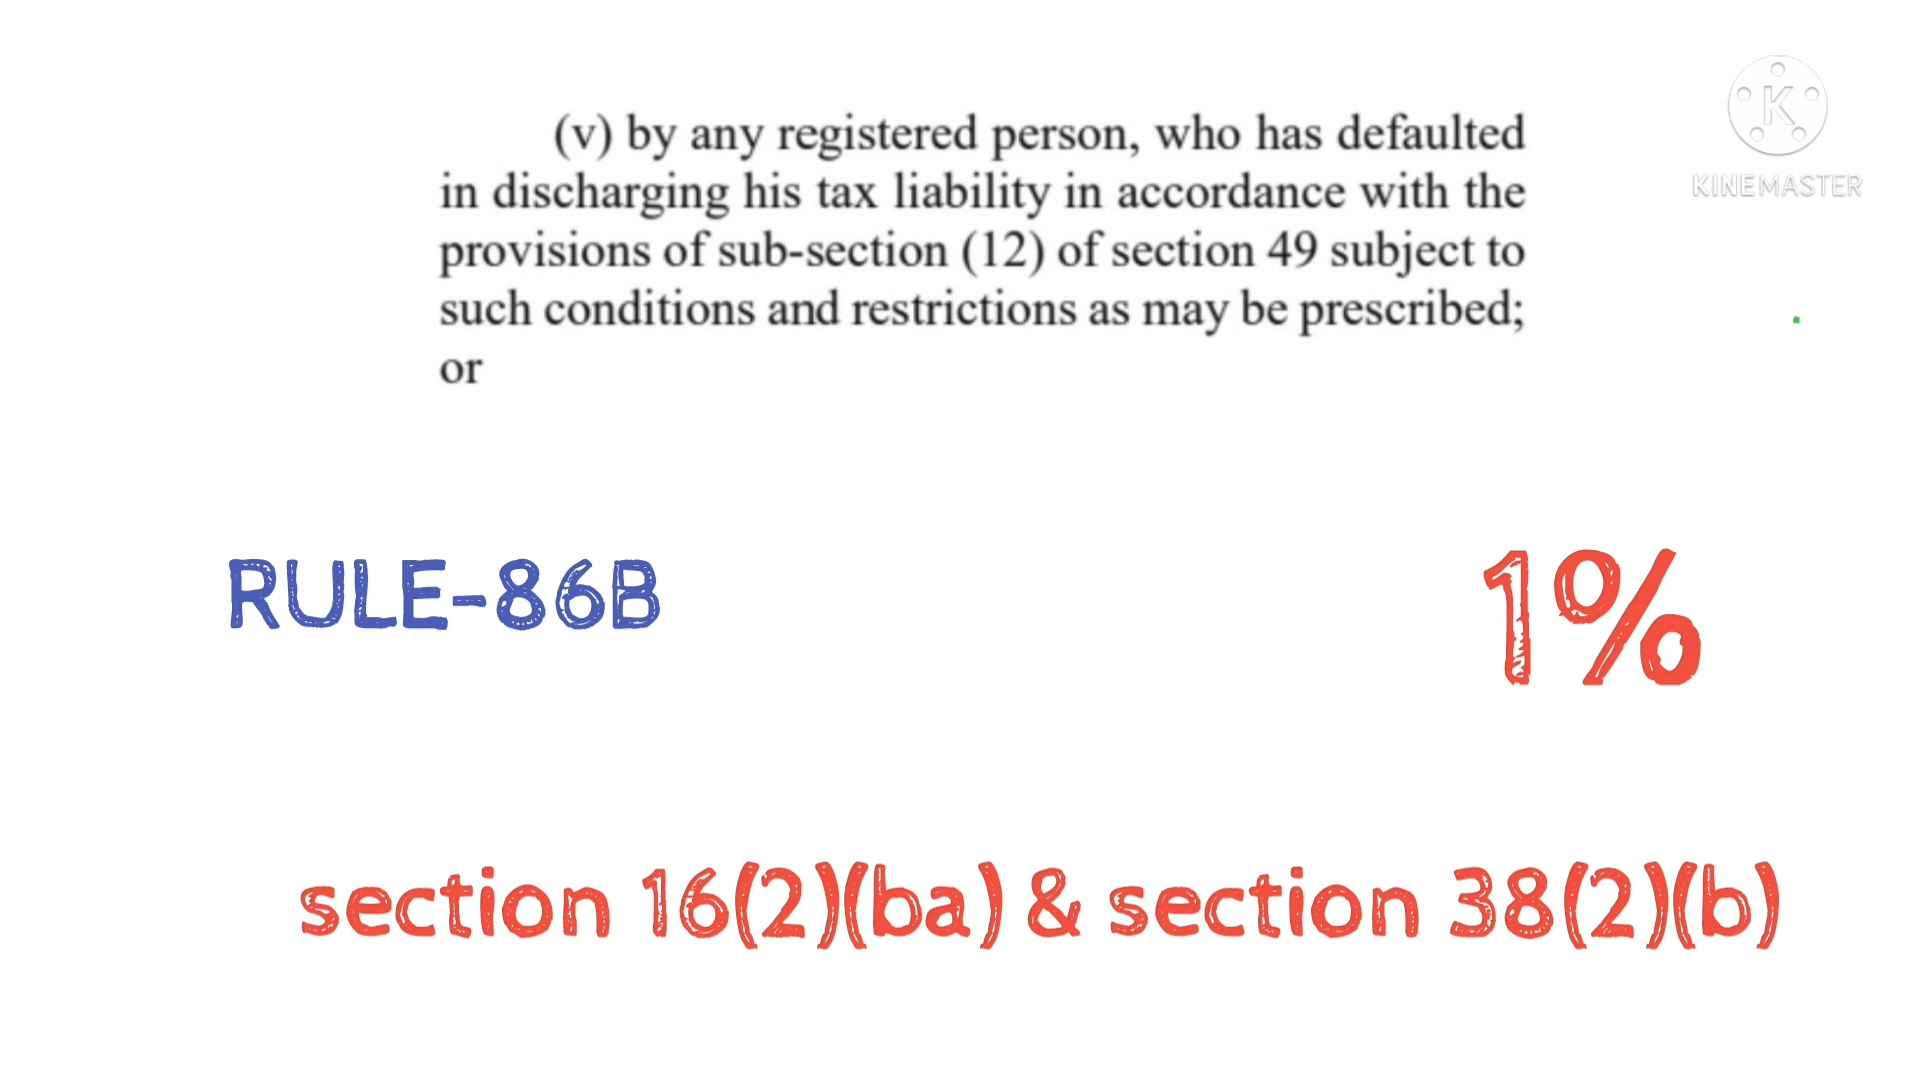 K
KINEMASTER
(v) by any registered person, who has defaulted
in discharging his tax liability in accordance with the
provisions of sub-section (12) of section 49 subject to
such conditions and restrictions as may be prescribed;
or
RULE-86B
1%
section 16(2)(ba) & section 38(2)(b)